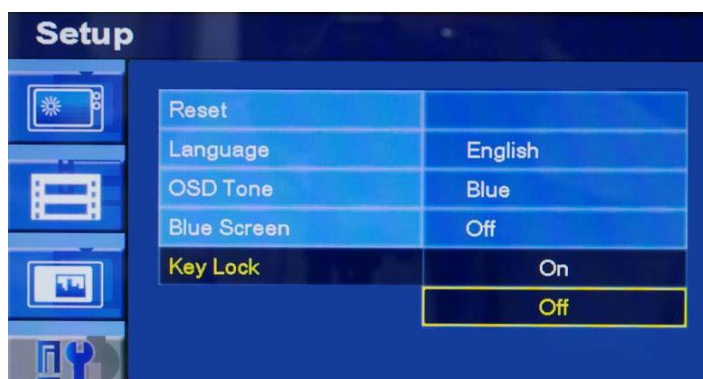 Setup
Reset
Language English
OSD Tone Blue
Blue Screen Off
Key Lock On
Off